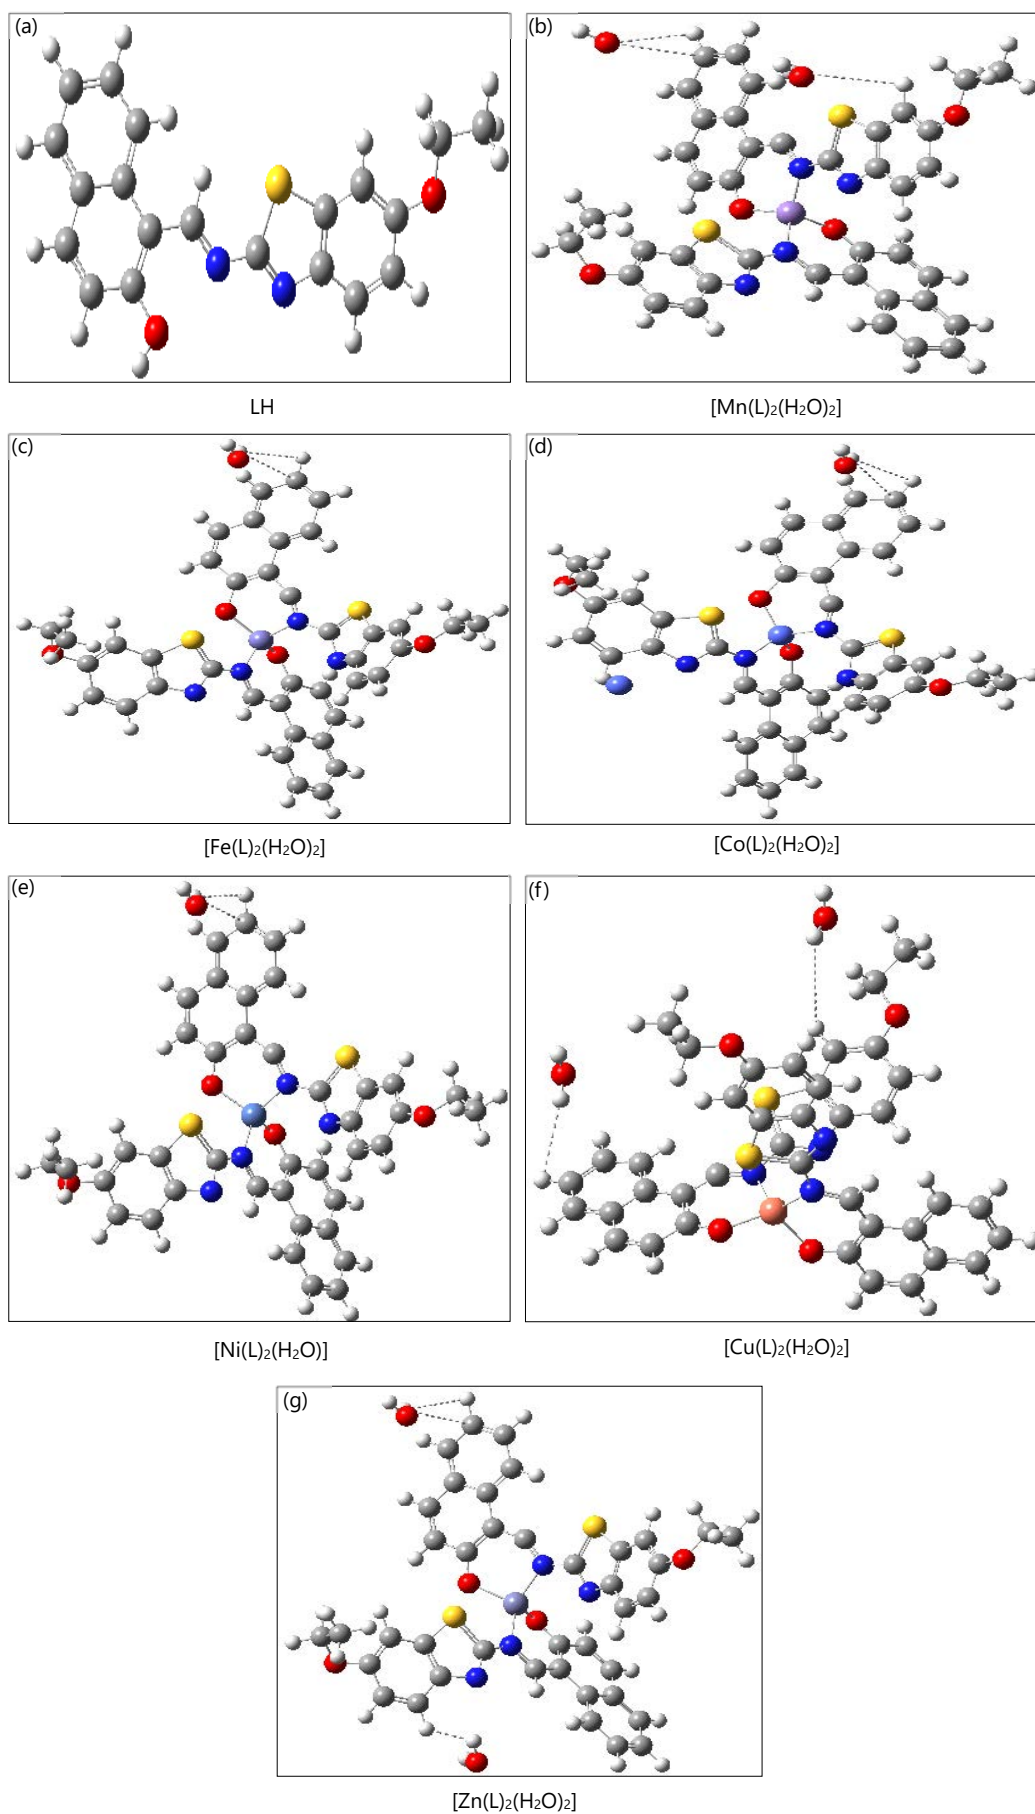 (a)
(b)
LH
[Mn(L)₂(H₂O)₂]
(c)
(d)
[Fe(L)₂(H₂O)₂]
[Co(L)₂(H₂O)₂]
(e)
(f)
[Ni(L)₂(H₂O)]
[Cu(L)₂(H₂O)₂]
(g)
[Zn(L)₂(H₂O)₂]